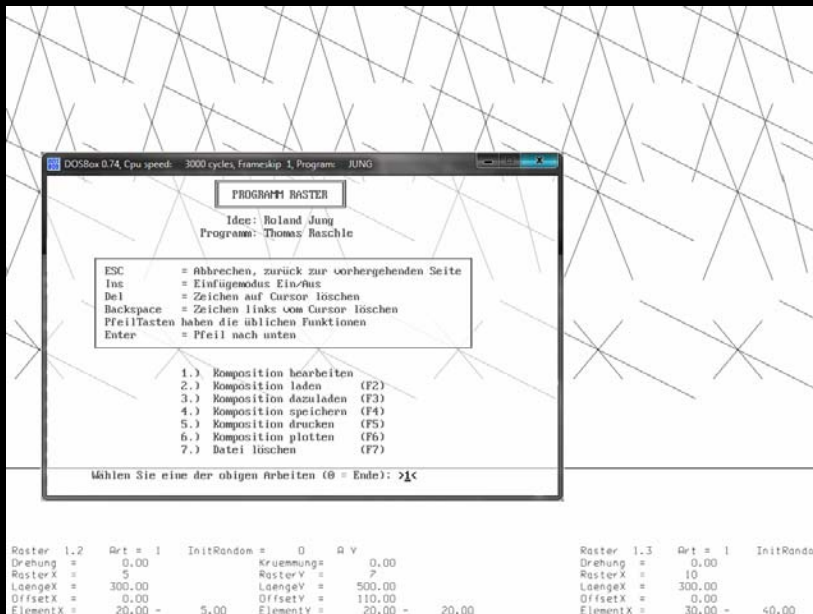 DOSBox 0.74, Cpu speed: 3000 cycles, Frameskip 1, Program: JUNG
PROGRAMM RASTER
Idee: Roland Jung
Programm: Thomas Raschle
ESC = Abbrechen, zurück zur vorhergehenden Seite
Ins = Einfügemodus Ein/Aus
Del = Zeichen auf Cursor löschen
Backspace = Zeichen links vom Cursor löschen
PfeilTasten haben die üblichen Funktionen
Enter = Pfeil nach unten
1.) Komposition bearbeiten
2.) Komposition laden (F2)
3.) Komposition dazuladen (F3)
4.) Komposition speichern (F4)
5.) Komposition drucken (F5)
6.) Komposition plotten (F6)
7.) Datei löschen (F7)
Wählen Sie eine der obigen Arbeiten (0 = Ende): >1<
Raster 1.2 Art = 1 InitRandom = 0 A V
Drehung = 0.00 Kruemmung= 0.00
RasterX = 5 RasterY = 7
LaengeX = 300.00 LaengeY = 500.00
OffsetX = 0.00 OffsetY = 110.00
ElementX = 20.00 - 5.00 ElementY = 20.00 - 20.00
Raster 1.3 Art = 1 InitRando
Drehung = 0.00
RasterX = 10
LaengeX = 300.00
OffsetX = 0.00
ElementX = 30.00 - 40.00